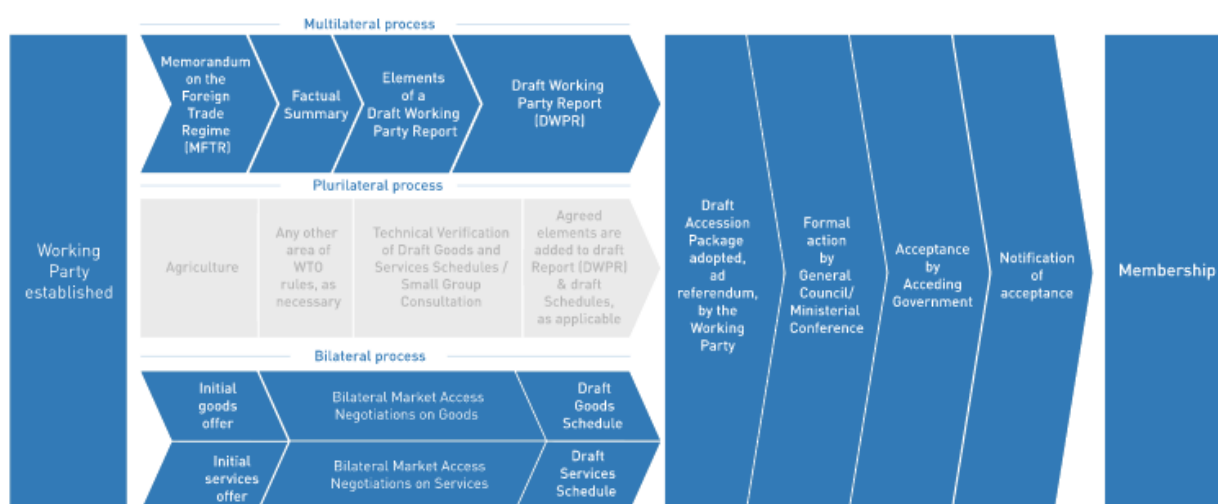 Working
Party
established
Multilateral process
Memorandum
on the
Foreign
Trade
Regime
(MFTR)
Factual
Summary
Elements
of a
Draft Working
Party Report
Draft Working
Party Report
(DWPR)
Plurilateral process
Agriculture
Any other
area of
WTO
rules, as
necessary
Technical Verification
of Draft Goods and
Services Schedules /
Small Group
Consultation
Agreed
elements are
added to draft
Report (DWPR)
& draft
Schedules,
as applicable
Bilateral process
Initial
goods
offer
Bilateral Market Access
Negotiations on Goods
Draft
Goods
Schedule
Initial
services
offer
Bilateral Market Access
Negotiations on Services
Draft
Services
Schedule
Draft
Accession
Package
adopted,
ad
referendum,
by the
Working
Party
Formal
action
by
General
Council/
Ministerial
Conference
Acceptance
by
Acceding
Government
Notification
of
acceptance
Membership